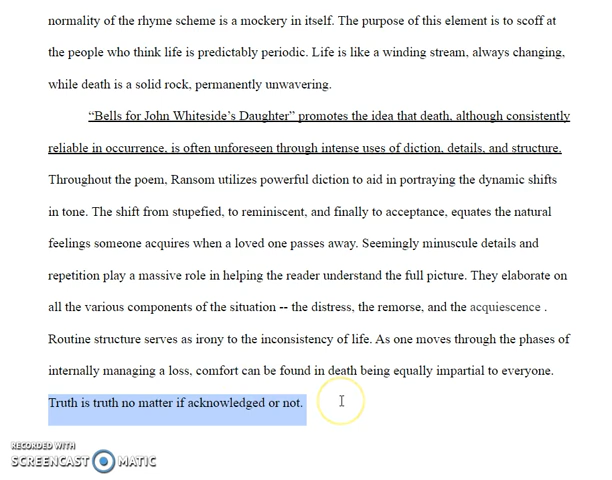 normality of the rhyme scheme is a mockery in itself. The purpose of this element is to scoff at
the people who think life is predictably periodic. Life is like a winding stream, always changing,
while death is a solid rock, permanently unwavering.
“Bells for John Whiteside’s Daughter” promotes the idea that death, although consistently
reliable in occurrence, is often unforeseen through intense uses of diction, details, and structure.
Throughout the poem, Ransom utilizes powerful diction to aid in portraying the dynamic shifts
in tone. The shift from stupefied, to reminiscent, and finally to acceptance, equates the natural
feelings someone acquires when a loved one passes away. Seemingly minuscule details and
repetition play a massive role in helping the reader understand the full picture. They elaborate on
all the various components of the situation -- the distress, the remorse, and the acquiescence .
Routine structure serves as irony to the inconsistency of life. As one moves through the phases of
internally managing a loss, comfort can be found in death being equally impartial to everyone.
Truth is truth no matter if acknowledged or not.
RECORDED WITH
SCREENCAST MATIC